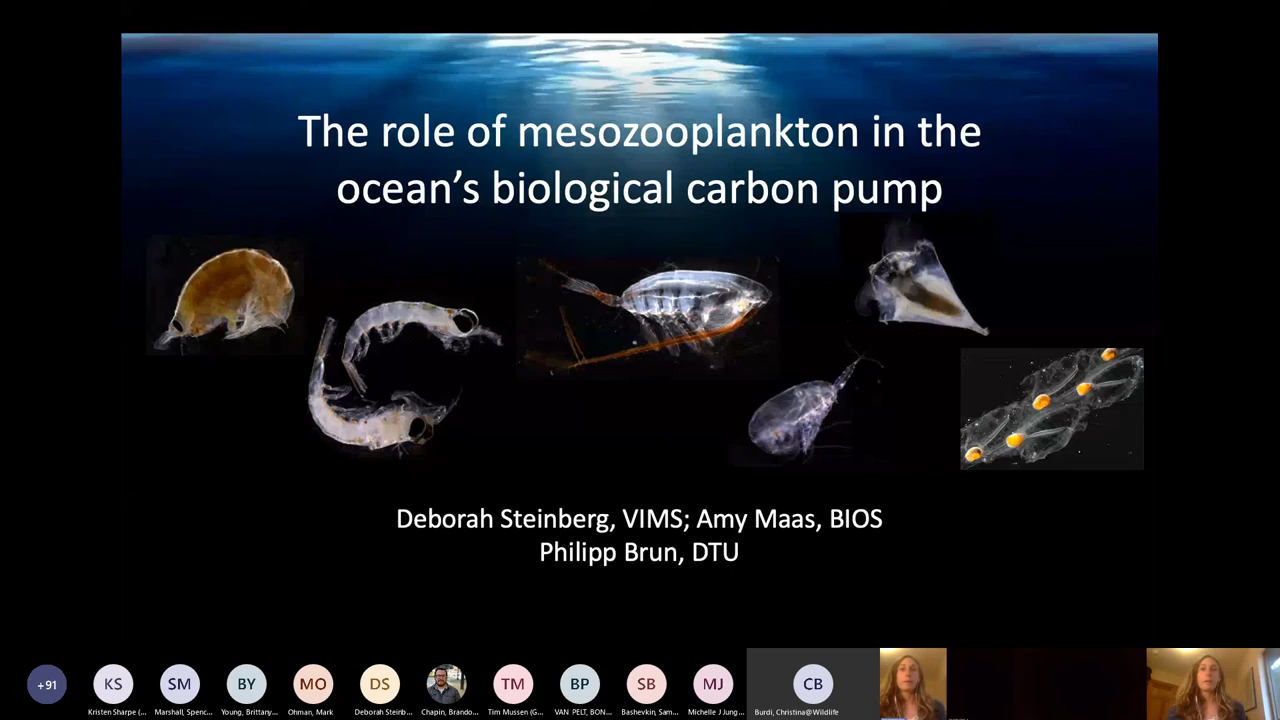 The role of mesozooplankton in the
ocean's biological carbon pump
Deborah Steinberg, VIMS; Amy Maas, BIOS
Philipp Brun, DTU
+91
KS
SM
BY
MO
DS
TM
BP
SB
MJ
CB
Kristen Sharpe (...
Marshall, Spenc...
Young, Brittany...
Ohman, Mark
Deborah Steinb...
Chapin, Brando...
Tim Mussen (G...
VAN PELT, BON...
Bashevkin, Sam...
Michelle J Jung...
Burdi, Christina@Wildlife